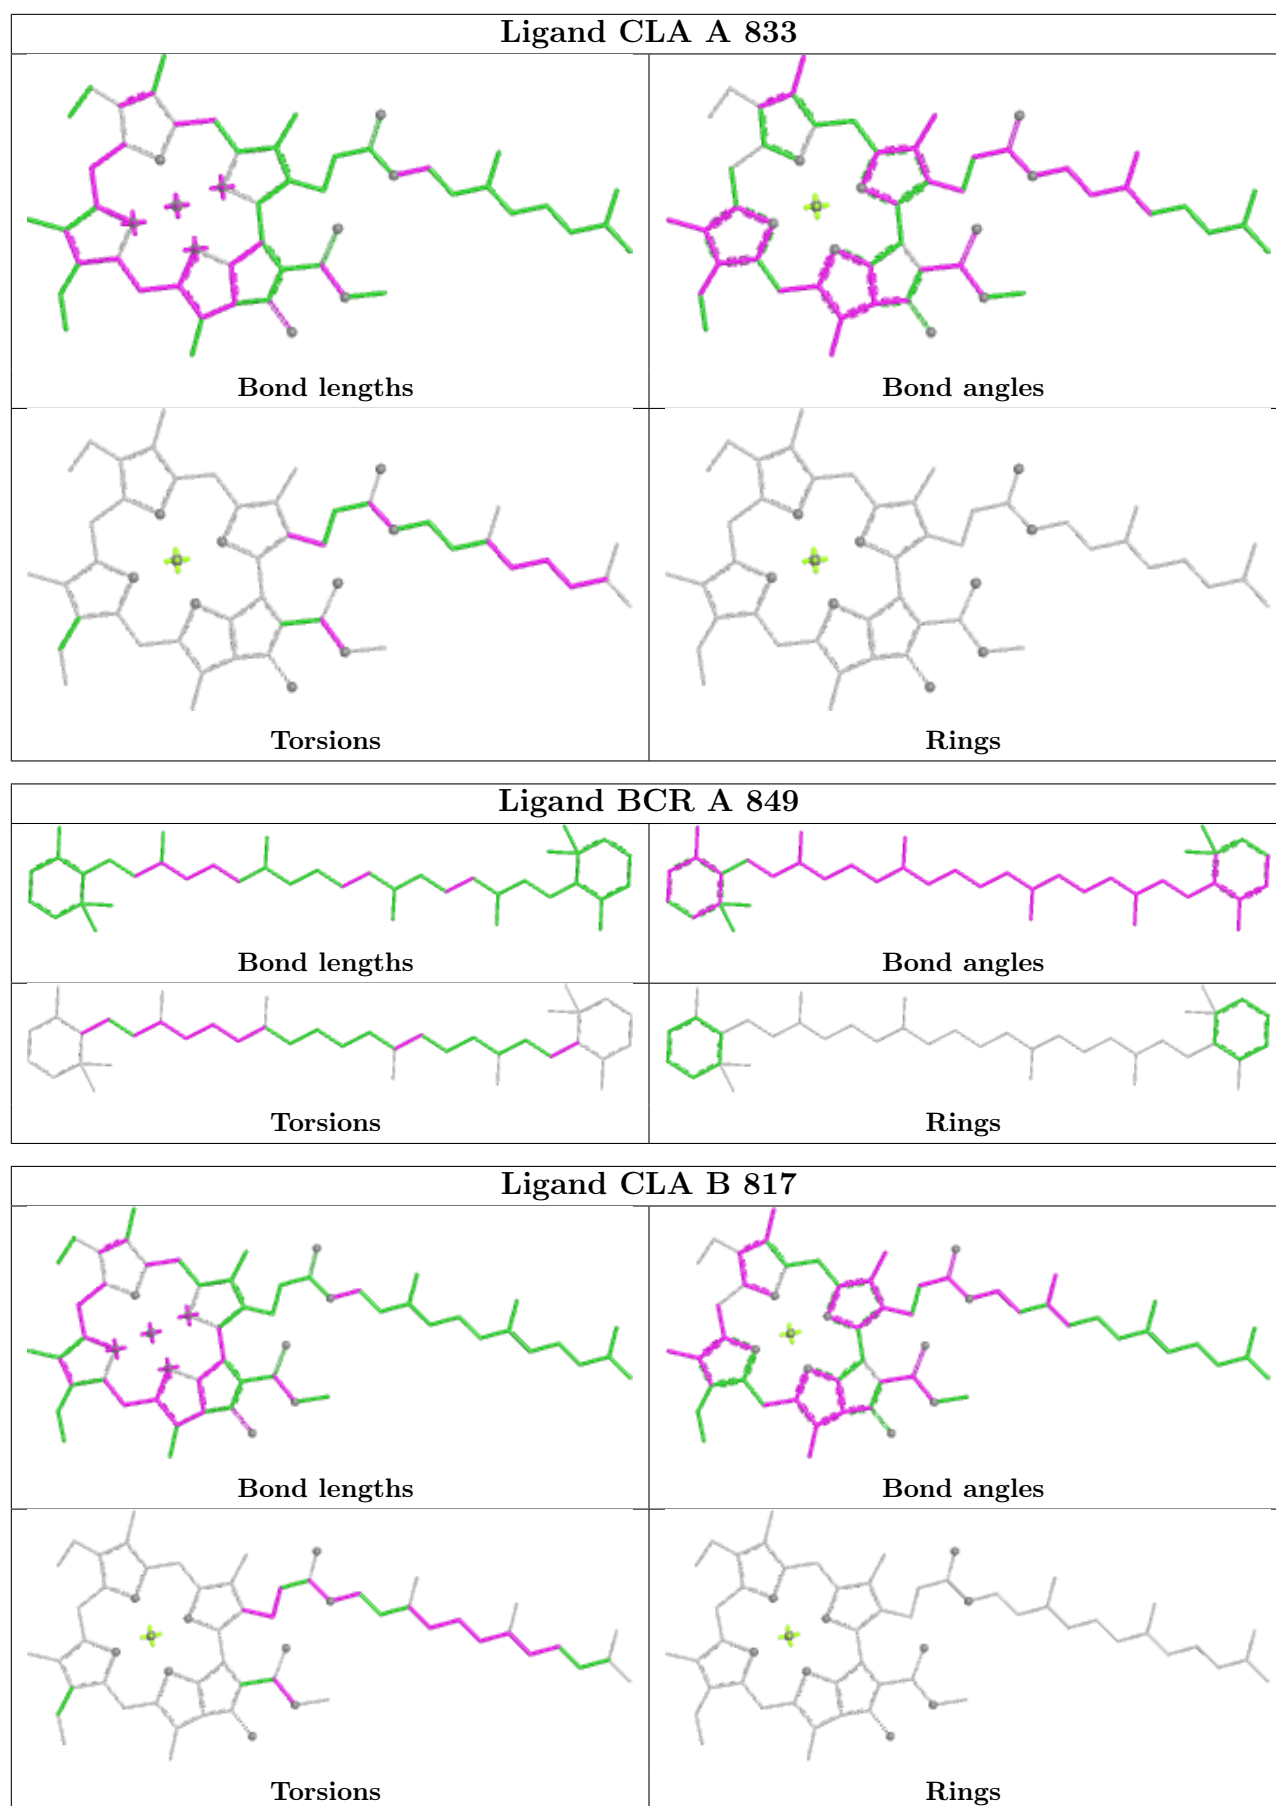 Ligand CLA A 833
Bond lengths
Bond angles
Torsions
Rings
Ligand BCR A 849
Bond lengths
Bond angles
Torsions
Rings
Ligand CLA B 817
Bond lengths
Bond angles
Torsions
Rings